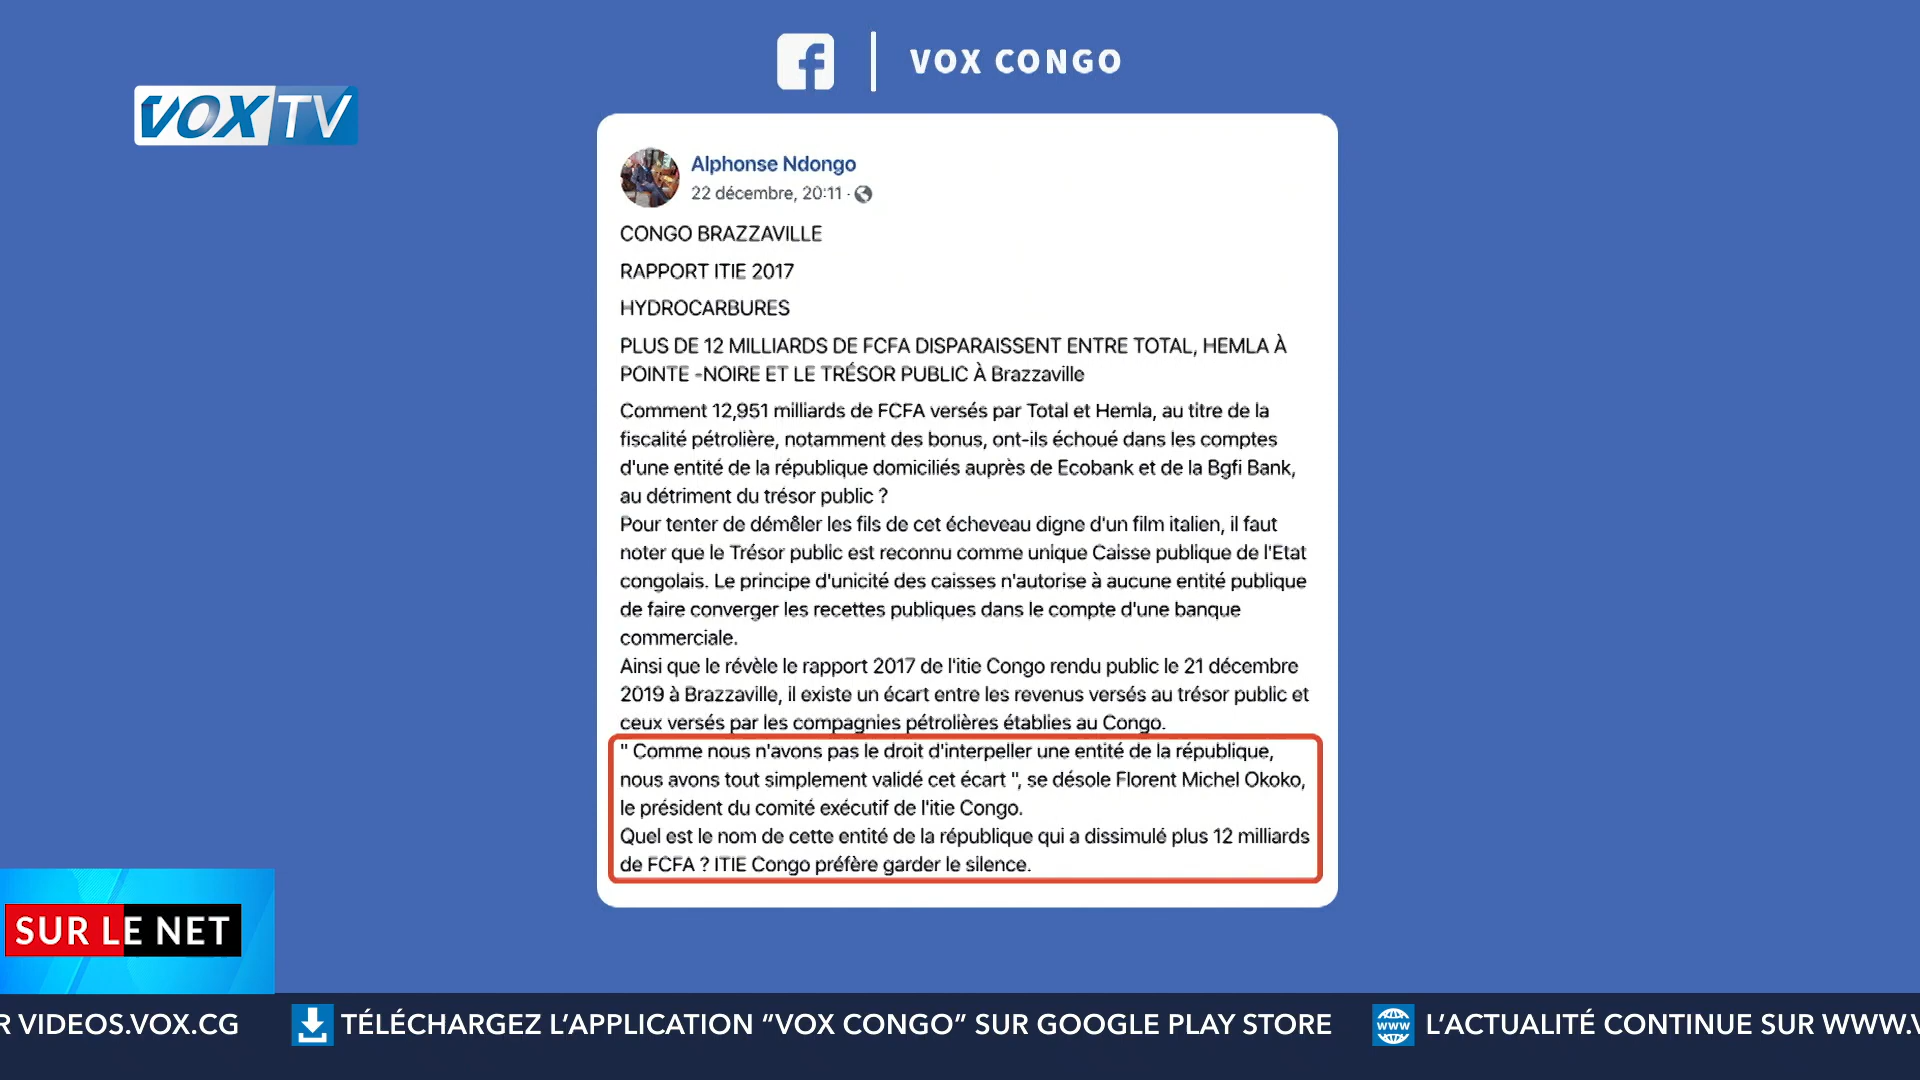 VOX CONGO
VOX TV
Alphonse Ndongo
22 décembre, 20:11 ·
CONGO BRAZZAVILLE
RAPPORT ITIE 2017
HYDROCARBURES
PLUS DE 12 MILLIARDS DE FCFA DISPARAISSENT ENTRE TOTAL, HEMLA À
POINTE -NOIRE ET LE TRÉSOR PUBLIC À Brazzaville
Comment 12,951 milliards de FCFA versés par Total et Hemla, au titre de la
fiscalité pétrolière, notamment des bonus, ont-ils échoué dans les comptes
d'une entité de la république domiciliés auprès de Ecobank et de la Bgfi Bank,
au détriment du trésor public ?
Pour tenter de démêler les fils de cet écheveau digne d'un film italien, il faut
noter que le Trésor public est reconnu comme unique Caisse publique de l'Etat
congolais. Le principe d'unicité des caisses n'autorise à aucune entité publique
de faire converger les recettes publiques dans le compte d'une banque
commerciale.
Ainsi que le révèle le rapport 2017 de l'itie Congo rendu public le 21 décembre
2019 à Brazzaville, il existe un écart entre les revenus versés au trésor public et
ceux versés par les compagnies pétrolières établies au Congo.
" Comme nous n'avons pas le droit d'interpeller une entité de la république,
nous avons tout simplement validé cet écart ", se désole Florent Michel Okoko,
le président du comité exécutif de l'itie Congo.
Quel est le nom de cette entité de la république qui a dissimulé plus 12 milliards
de FCFA ? ITIE Congo préfère garder le silence.
SUR LE NET
R VIDEOS.VOX.CG TÉLÉCHARGEZ L'APPLICATION “VOX CONGO” SUR GOOGLE PLAY STORE WWW L'ACTUALITÉ CONTINUE SUR WWW.V